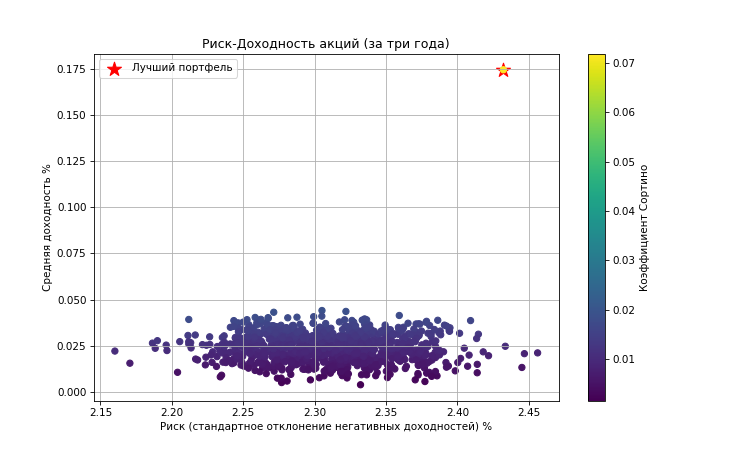 Риск-Доходность акций (за три года)
Лучший портфель
Средняя доходность %
0.175
0.150
0.125
0.100
0.075
0.050
0.025
0.000
2.15 2.20 2.25 2.30 2.35 2.40 2.45
Риск (стандартное отклонение негативных доходностей) %
0.07
0.06
0.05
0.04
0.03
0.02
0.01
Коэффициент Сортино